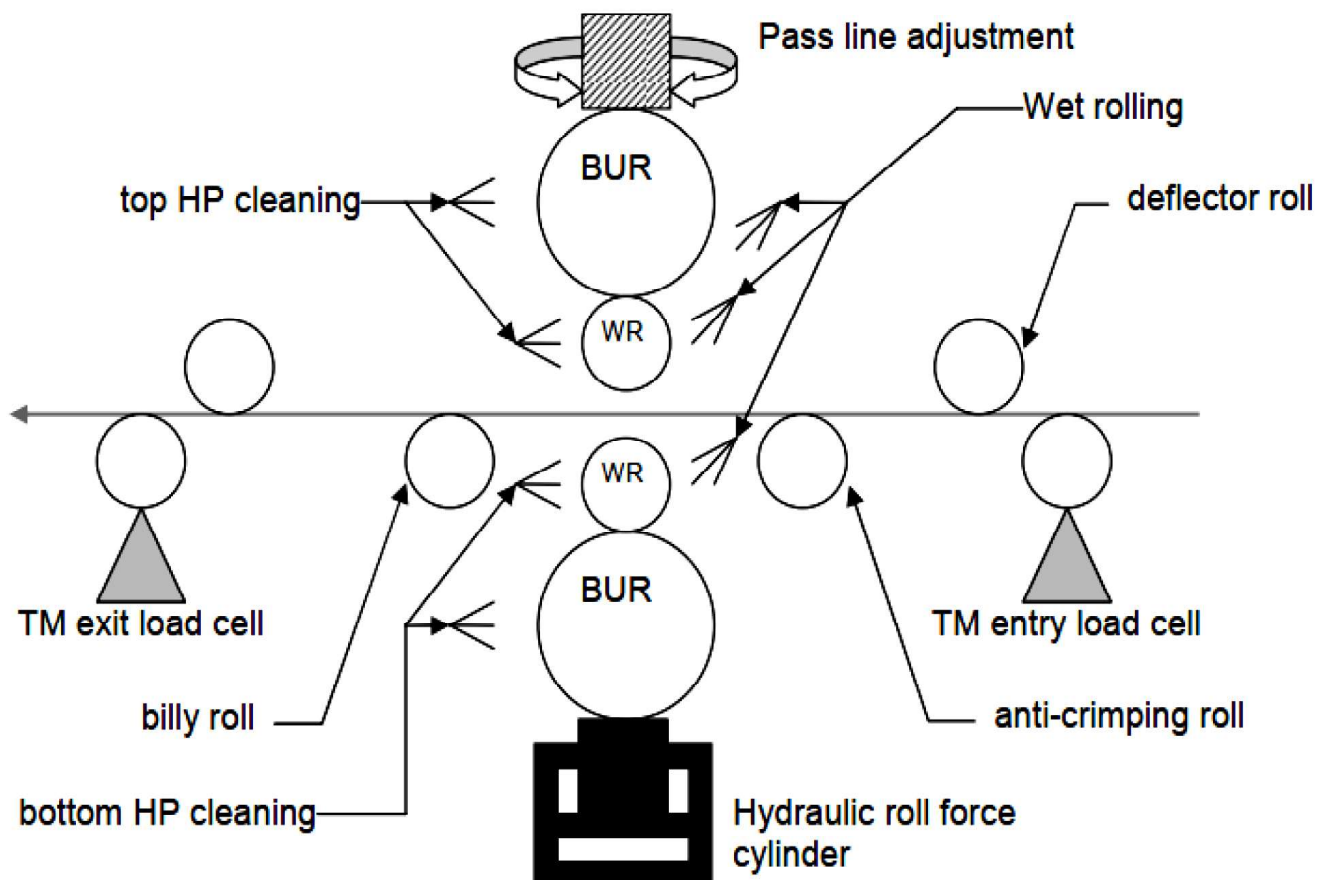 Pass line adjustment
Wet rolling
BUR
top HP cleaning
deflector roll
WR
WR
BUR
TM exit load cell
TM entry load cell
billy roll
anti-crimping roll
bottom HP cleaning
Hydraulic roll force
cylinder